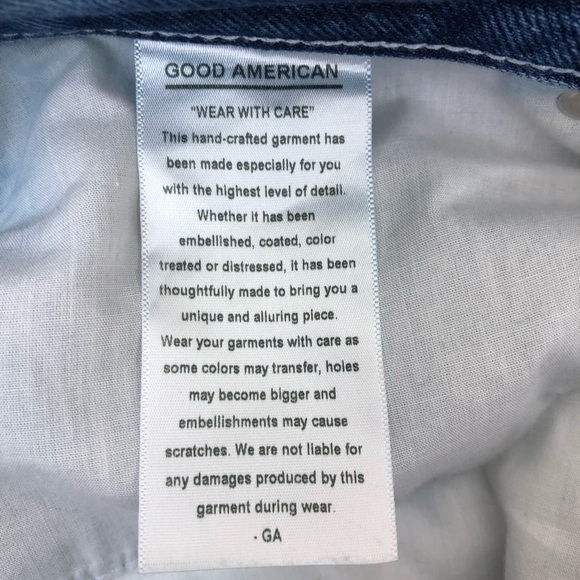 GOOD AMERICAN
"WEAR WITH CARE"
This hand-crafted garment has
been made especially for you
with the highest level of detail.
Whether it has been
embellished, coated, color
treated or distressed, it has been
thoughtfully made to bring you a
unique and alluring piece.
Wear your garments with care as
some colors may transfer, holes
may become bigger and
embellishments may cause
scratches. We are not liable for
any damages produced by this
garment during wear.
- GA